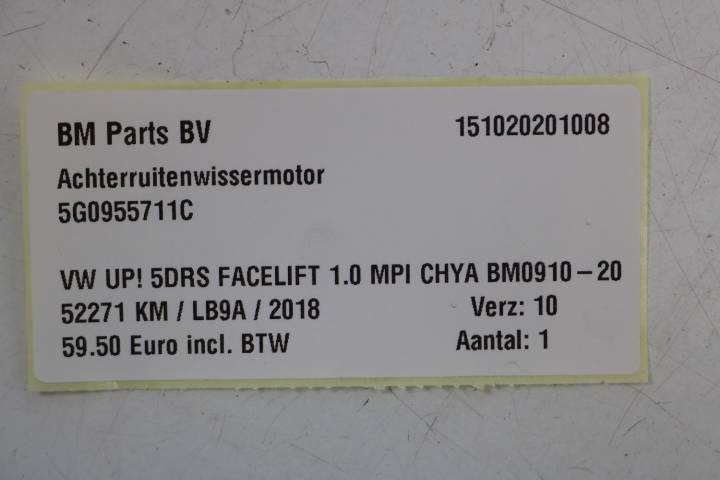 BM Parts BV 151020201008
Achterruitenwissermotor
5G0955711C
VW UP! 5DRS FACELIFT 1.0 MPI CHYA BM0910-20
52271 KM / LB9A / 2018 Verz: 10
59.50 Euro incl. BTW Aantal: 1